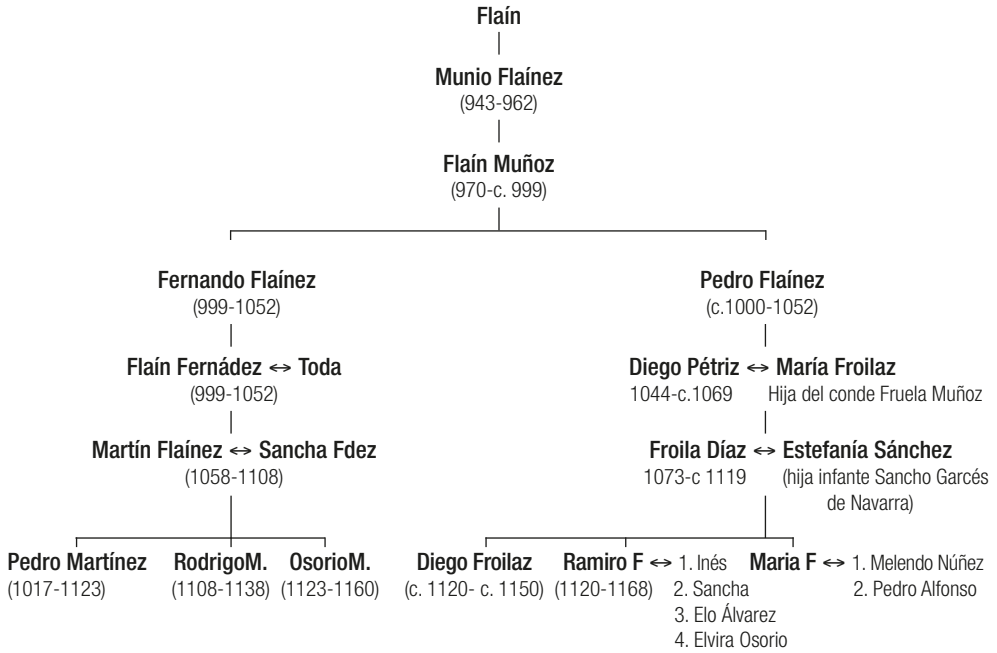 Flaín
Munio Flaínez
(943-962)
Flaín Muñoz
(970-c. 999)
Fernando Flaínez
(999-1052)
Pedro Flaínez
(c.1000-1052)
Flaín Fernádez ↔ Toda
(999-1052)
Diego Pétriz ↔ María Froilaz
1044-c.1069 Hija del conde Fruela Muñoz
Martín Flaínez ↔ Sancha Fdez
(1058-1108)
Froila Díaz ↔ Estefanía Sánchez
1073-c 1119 (hija infante Sancho Garcés
de Navarra)
Pedro Martínez
(1017-1123)
RodrigoM.
(1108-1138)
OsorioM.
(1123-1160)
Diego Froilaz
(c. 1120- c. 1150)
Ramiro F ↔ 1. Inés
(1120-1168) 2. Sancha
3. Elo Álvarez
4. Elvira Osorio
Maria F ↔ 1. Melendo Núñez
2. Pedro Alfonso